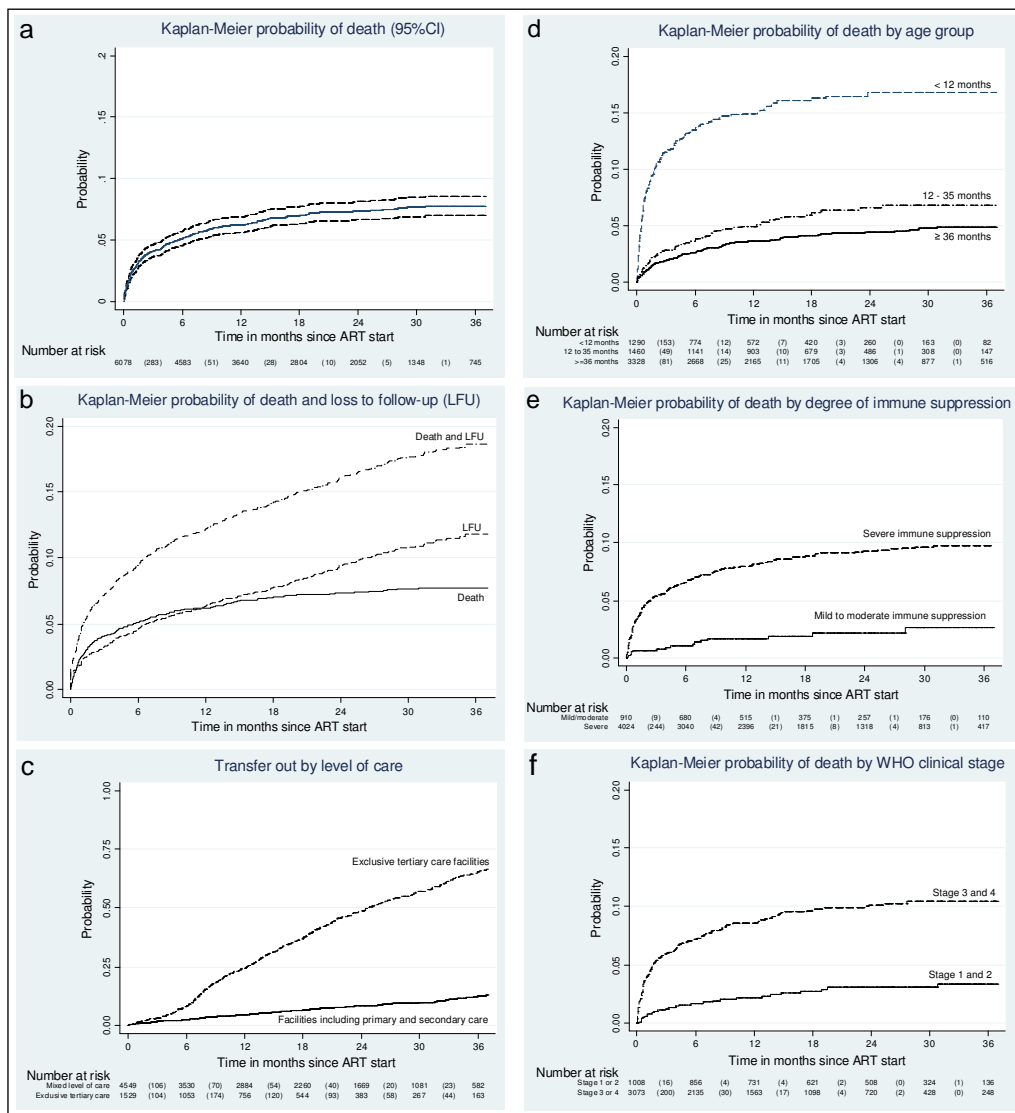 a
Kaplan-Meier probability of death (95%CI)
Probability
.2
.1
.05
0
0 6 12 18 24 30 36
Time in months since ART start
Number at risk
6078 (283) 4583 (51) 3640 (28) 2804 (10) 2052 (5) 1348 (1) 745
b
Kaplan-Meier probability of death and loss to follow-up (LFU)
Probability
0.20
0.15
0.10
0.05
0.00
Death and LFU
LFU
Death
0 6 12 18 24 30 36
Time in months since ART start
c
Transfer out by level of care
Probability
1.00
0.75
0.50
0.25
0.00
Exclusive tertiary care facilities
Facilities including primary and secondary care
0 6 12 18 24 30 36
Time in months since ART start
Number at risk
Mixed level of care 4549 (106) 3530 (70) 2884 (54) 2260 (40) 1669 (20) 1081 (23) 582
Exclusive tertiary care 1529 (104) 1053 (174) 756 (120) 544 (93) 383 (58) 267 (44) 163
d
Kaplan-Meier probability of death by age group
Probability
0.20
0.15
0.10
0.05
0.00
< 12 months
12 - 35 months
≥ 36 months
0 6 12 18 24 30 36
Time in months since ART start
Number at risk
<12 months 1290 (153) 774 (12) 572 (7) 420 (3) 260 (0) 163 (0) 82
12 to 35 months 1460 (49) 1141 (14) 903 (10) 679 (3) 486 (1) 308 (0) 147
>=36 months 3328 (81) 2668 (25) 2165 (11) 1705 (4) 1306 (4) 877 (1) 516
e
Kaplan-Meier probability of death by degree of immune suppression
Probability
0.20
0.15
0.10
0.05
0.00
Severe immune suppression
Mild to moderate immune suppression
0 6 12 18 24 30 36
Time in months since ART start
Number at risk
Mild/moderate 910 (9) 680 (4) 515 (1) 375 (1) 257 (1) 176 (0) 110
Severe 4024 (244) 3040 (42) 2396 (21) 1815 (8) 1318 (4) 813 (1) 417
f
Kaplan-Meier probability of death by WHO clinical stage
Probability
0.20
0.15
0.10
0.05
0.00
Stage 3 and 4
Stage 1 and 2
0 6 12 18 24 30 36
Time in months since ART start
Number at risk
Stage 1 or 2 1008 (16) 856 (4) 731 (4) 621 (2) 508 (0) 324 (1) 136
Stage 3 or 4 3073 (200) 2135 (30) 1563 (17) 1098 (4) 720 (2) 428 (0) 248